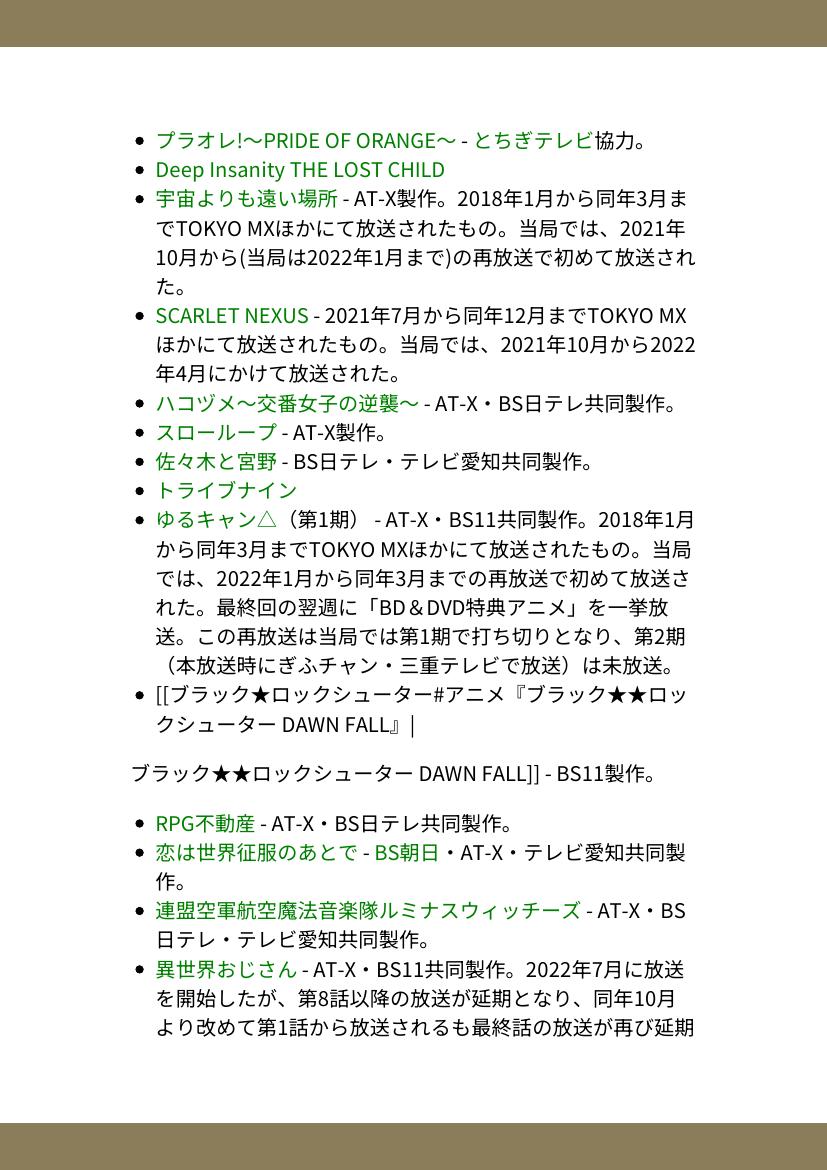 • プラオレ!〜PRIDE OF ORANGE〜 - とちぎテレビ協力。
• Deep Insanity THE LOST CHILD
• 宇宙よりも遠い場所 - AT-X製作。2018年1月から同年3月ま
でTOKYO MXほかにて放送されたもの。当局では、2021年
10月から(当局は2022年1月まで)の再放送で初めて放送され
た。
• SCARLET NEXUS - 2021年7月から同年12月までTOKYO MX
ほかにて放送されたもの。当局では、2021年10月から2022
年4月にかけて放送された。
• ハコヅメ〜交番女子の逆襲〜 - AT-X・BS日テレ共同製作。
• スローループ - AT-X製作。
• 佐々木と宮野 - BS日テレ・テレビ愛知共同製作。
• トライブナイン
• ゆるキャン△（第1期） - AT-X・BS11共同製作。2018年1月
から同年3月までTOKYO MXほかにて放送されたもの。当局
では、2022年1月から同年3月までの再放送で初めて放送さ
れた。最終回の翌週に「BD＆DVD特典アニメ」を一挙放
送。この再放送は当局では第1期で打ち切りとなり、第2期
（本放送時にぎふチャン・三重テレビで放送）は未放送。
• [[ブラック★ロックシューター#アニメ『ブラック★★ロッ
クシューター DAWN FALL』|
ブラック★★ロックシューター DAWN FALL]] - BS11製作。
• RPG不動産 - AT-X・BS日テレ共同製作。
• 恋は世界征服のあとで - BS朝日・AT-X・テレビ愛知共同製
作。
• 連盟空軍航空魔法音楽隊ルミナスウィッチーズ - AT-X・BS
日テレ・テレビ愛知共同製作。
• 異世界おじさん - AT-X・BS11共同製作。2022年7月に放送
を開始したが、第8話以降の放送が延期となり、同年10月
より改めて第1話から放送されるも最終話の放送が再び延期